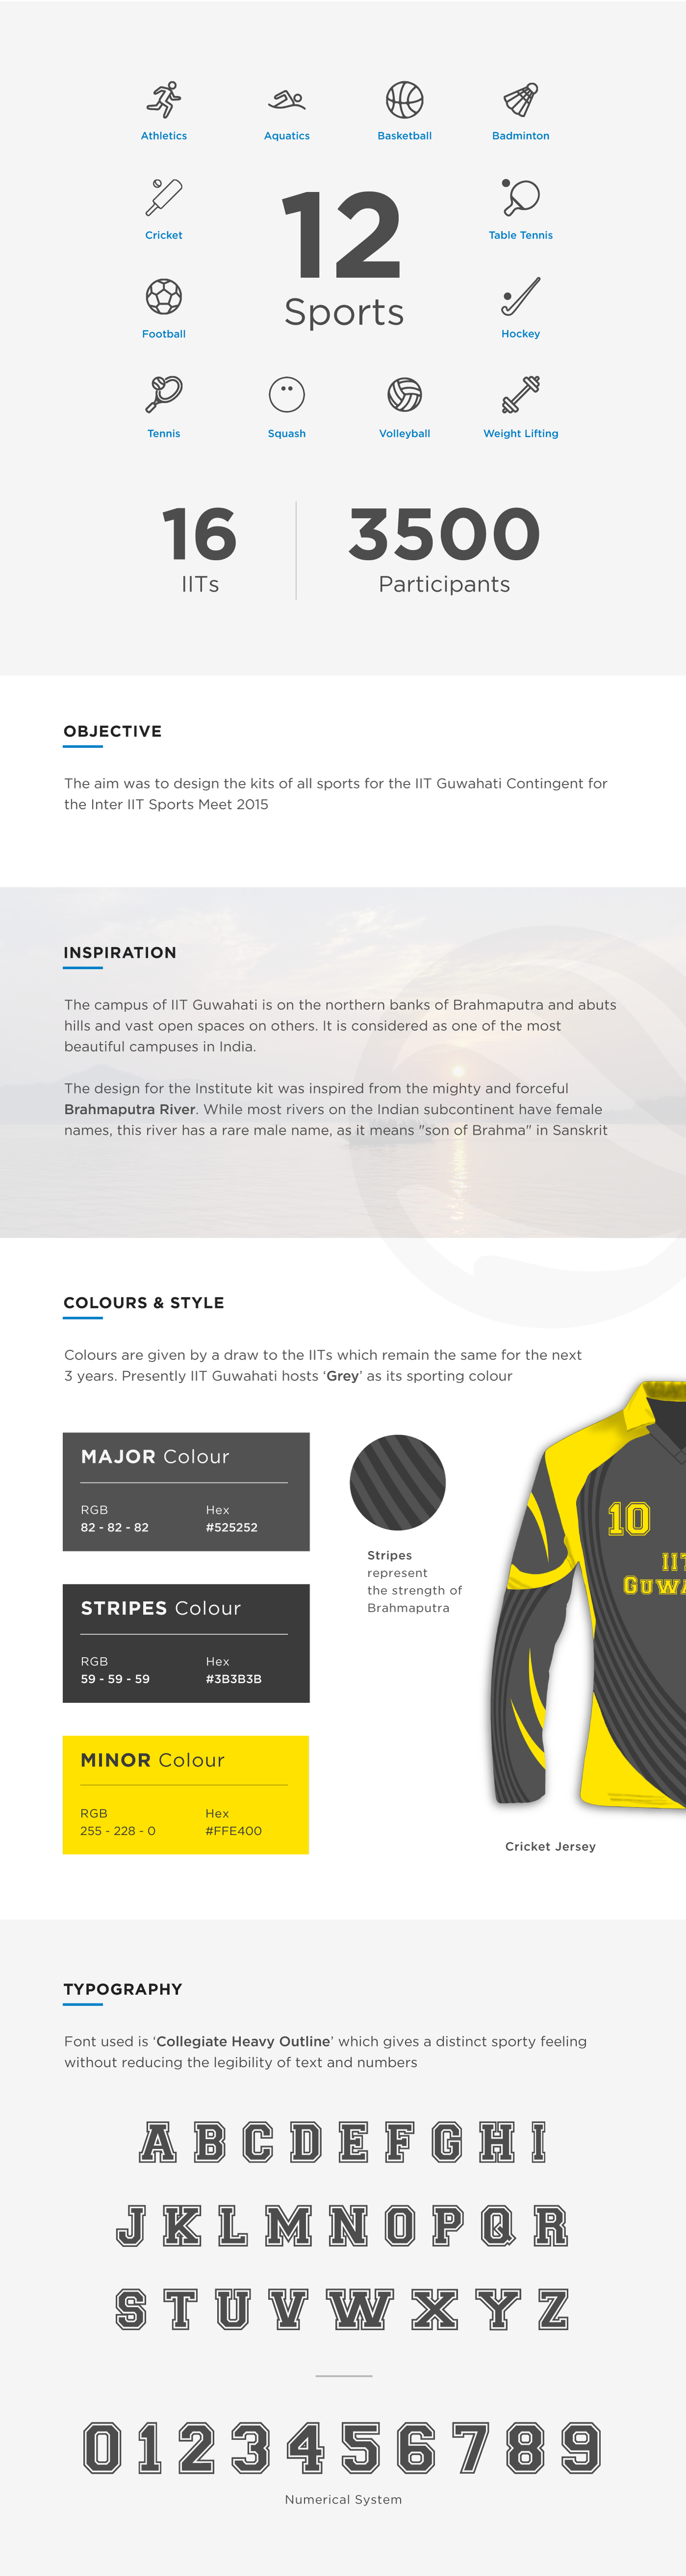 Athletics
Aquatics
Basketball
Badminton
Cricket
12
Table Tennis
Sports
Football
Hockey
Tennis
Squash
Volleyball
Weight Lifting
16
3500
IITs
Participants
OBJECTIVE
The aim was to design the kits of all sports for the IIT Guwahati Contingent for
the Inter IIT Sports Meet 2015
INSPIRATION
The campus of IIT Guwahati is on the northern banks of Brahmaputra and abuts
hills and vast open spaces on others. It is considered as one of the most
beautiful campuses in India.
The design for the Institute kit was inspired from the mighty and forceful
Brahmaputra River. While most rivers on the Indian subcontinent have female
names, this river has a rare male name, as it means "son of Brahma" in Sanskrit
COLOURS & STYLE
Colours are given by a draw to the IITs which remain the same for the next
3 years. Presently IIT Guwahati hosts ‘Grey’ as its sporting colour
MAJOR Colour
RGB
Hex
82 - 82 - 82
#525252
STRIPES Colour
RGB
Hex
59 - 59 - 59
#3B3B3B
MINOR Colour
RGB
Hex
255 - 228 - 0
#FFE400
Stripes
represent
the strength of
Brahmaputra
10
IIT
GUWA
Cricket Jersey
TYPOGRAPHY
Font used is ‘Collegiate Heavy Outline’ which gives a distinct sporty feeling
without reducing the legibility of text and numbers
A B C D E F G H I
J K L M N O P Q R
S T U V W X Y Z
0 1 2 3 4 5 6 7 8 9
Numerical System